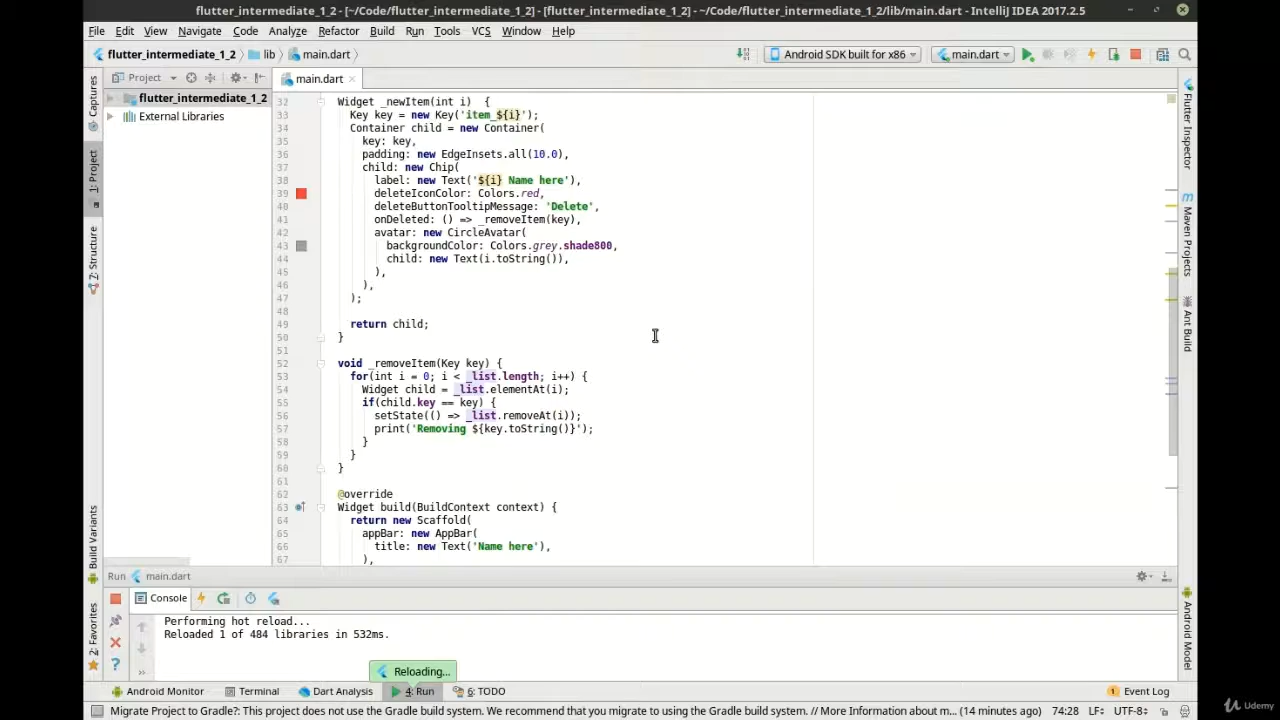 flutter_intermediate_1_2 - [~/Code/flutter_intermediate_1_2] - [flutter_intermediate_1_2] - ~/Code/flutter_intermediate_1_2/lib/main.dart - IntelliJ IDEA 2017.2.5
File Edit View Navigate Code Analyze Refactor Build Run Tools VCS Window Help
flutter_intermediate_1_2 lib main.dart Android SDK built for x86 main.dart
Project main.dart
flutter_intermediate_1_2
External Libraries
Captures
1: Project
7: Structure
Build Variants
2: Favorites
32 Widget _newItem(int i) {
33 Key key = new Key('item_${i}');
34 Container child = new Container(
35 key: key,
36 padding: new EdgeInsets.all(10.0),
37 child: new Chip(
38 label: new Text('${i} Name here'),
39 deleteIconColor: Colors.red,
40 deleteButtonTooltipMessage: 'Delete',
41 onDeleted: () => _removeItem(key),
42 avatar: new CircleAvatar(
43 backgroundColor: Colors.grey.shade800,
44 child: new Text(i.toString()),
45 ),
46 ),
47 );
48
49 return child;
50 }
51
52 void _removeItem(Key key) {
53 for(int i = 0; i < _list.length; i++) {
54 Widget child = _list.elementAt(i);
55 if(child.key == key) {
56 setState(() => _list.removeAt(i));
57 print('Removing ${key.toString()}');
58 }
59 }
60 }
61
62 @override
63 Widget build(BuildContext context) {
64 return new Scaffold(
65 appBar: new AppBar(
66 title: new Text('Name here'),
67 ),
Flutter Inspector
Maven Projects
Ant Build
Android Model
Run main.dart
Console
Performing hot reload...
Reloaded 1 of 484 libraries in 532ms.
Reloading...
Android Monitor Terminal Dart Analysis 4: Run 6: TODO Event Log
Migrate Project to Gradle?: This project does not use the Gradle build system. We recommend that you migrate to using the Gradle build system. // More Information about m... (14 minutes ago) 74:28 LF÷ UTF-8÷
Udemy